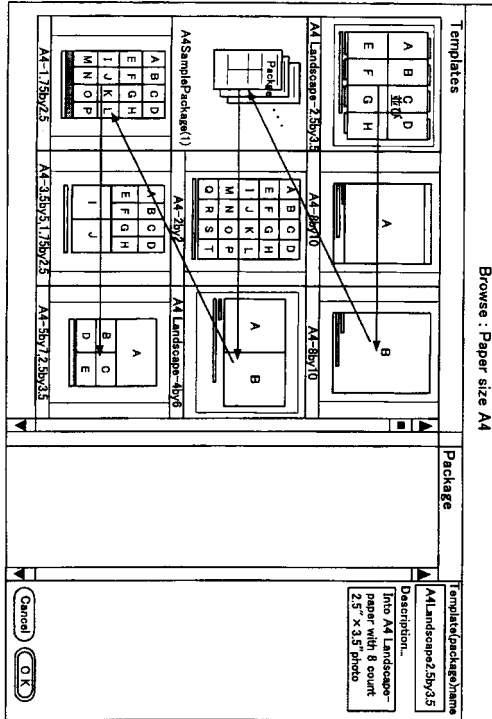 Browse : Paper size A4
Templates
Package
Template(package)name
A4Landscape2.5by3.5
Description...
Into A4 Landscape-
paper with 8 count
2.5" × 3.5" photo
A B C D
並び
E F G H
A
B
A4 Landscape-2.5by3.5
A4-8by10
A4-8by10
Package
A B C D
E F G H
I J K L
M N O P
Q R S T
A B
A4SamplePackage(1)
A4-2by2
A4 Landscape-4by6
A B C D
E F G H
I J K L
M N O P
A B C D
E F G H
I J
A
B C
D E
A4-1.75by2.5
A4-3.5by5,1.75by2.5
A4-5by7,2.5by3.5
Cancel
OK